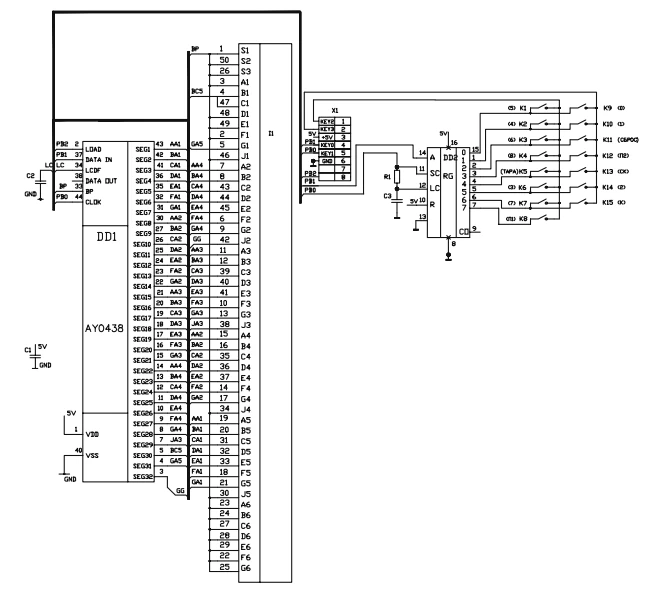 BP 1 S1
50 S2
26 S3
3 A1
BC5 4 B1
47 C1
48 D1
49 E1
2 F1
5 G1
46 J1
I1
PB2 2 LOAD SEG1 43 AA1 GA5
PB1 37 DATA IN SEG2 42 BA1
LC LC 34 LCDF SEG3 41 CA1 AA4 7 A2
38 DATA OUT SEG4 36 DA1 BA4 8 B2
BP 33 BP SEG5 35 EA1 CA4 43 C2
PB0 44 CLOK SEG6 32 FA1 DA4 44 D2
SEG7 31 GA1 EA4 45 E2
SEG8 30 AA2 FA4 6 F2
SEG9 27 BA2 GA4 9 G2
DD1
SEG10 26 CA2 GG 42 J2
SEG11 25 DA2 AA3 11 A3
SEG12 24 EA2 BA3 12 B3
SEG13 23 FA2 CA3 39 C3
SEG14 22 GA2 DA3 40 D3
SEG15 21 AA3 EA3 41 E3
SEG16 20 BA3 FA3 10 F3
SEG17 19 CA3 GA3 13 G3
SEG18 18 DA3 JA3 38 J3
AY0438
SEG19 17 EA3 AA2 15 A4
SEG20 16 FA3 BA2 16 B4
SEG21 15 GA3 CA2 35 C4
SEG22 14 AA4 DA2 36 D4
SEG23 13 BA4 EA2 37 E4
SEG24 12 CA4 FA2 14 F4
SEG25 11 DA4 GA2 17 G4
SEG26 10 EA4 34 J4
SEG27 9 FA4 AA1 19 A5
SEG28 8 GA4 BA1 20 B5
SEG29 7 JA3 CA1 31 C5
SEG30 5 BC5 DA1 32 D5
SEG31 4 GA5 EA1 33 E5
SEG32 3 FA1 18 F5
GG GA1 21 G5
30 J5
23 A6
24 B6
27 C6
28 D6
29 E6
22 F6
25 G6
C2
GND
C1 5V
GND
5V
1 VDD
40 VSS
GND
X1
KEY2 1
KEY3 2
5V +5V 3
PB1 KEY0 4
PB0 KEY1 5
GND 6
PB2 7
PB1 8
PB0
R1
C3
5V
5V 16
14 A DD2 0 15
11 SC RG 1 1
12 LC 2 2
10 R 3 3
13 4 4
5 5
6 6
7 7
CO 9
8
(5) K1 K9 (0)
(4) K2 K10 (1)
(6) K3 K11 (СБРОС)
(8) K4 K12 (П2)
(ТАРА)K5 K13 (CK)
(3) K6 K14 (2)
(7) K7 K15 (K)
(П1) K8